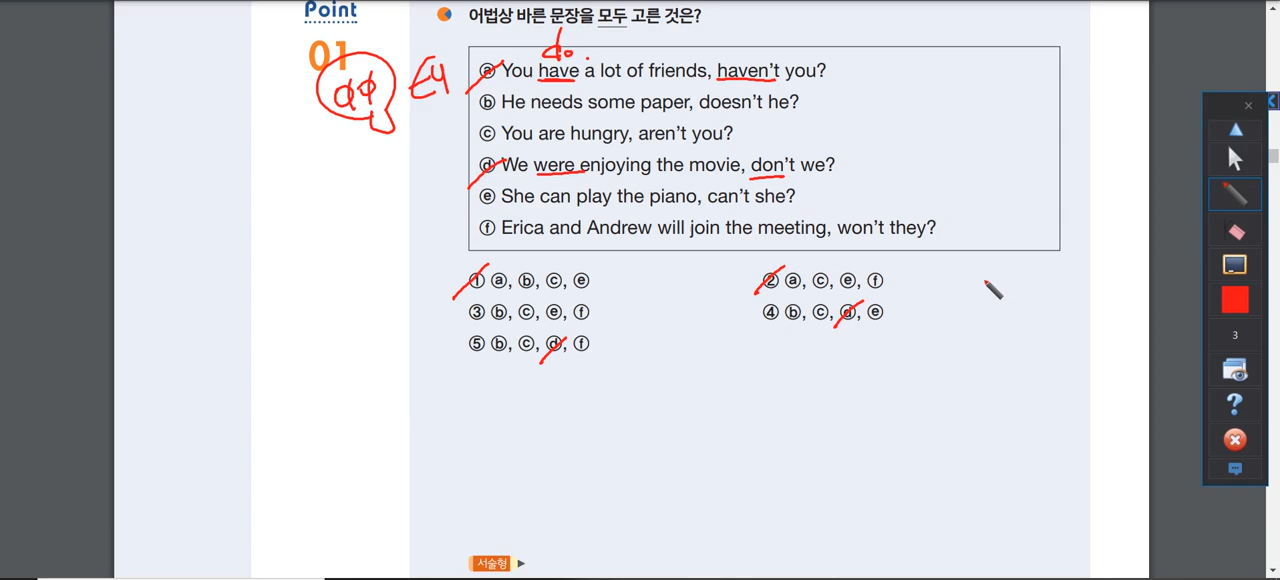 Point
어법상 바른 문장을 모두 고른 것은?
01
do
ⓐ You have a lot of friends, haven't you?
ⓑ He needs some paper, doesn't he?
ⓒ You are hungry, aren't you?
ⓓ We were enjoying the movie, don't we?
ⓔ She can play the piano, can't she?
ⓕ Erica and Andrew will join the meeting, won't they?
① ⓐ, ⓑ, ⓒ, ⓔ
② ⓐ, ⓒ, ⓔ, ⓕ
③ ⓑ, ⓒ, ⓔ, ⓕ
④ ⓑ, ⓒ, ⓓ, ⓔ
⑤ ⓑ, ⓒ, ⓓ, ⓕ
3
서술형